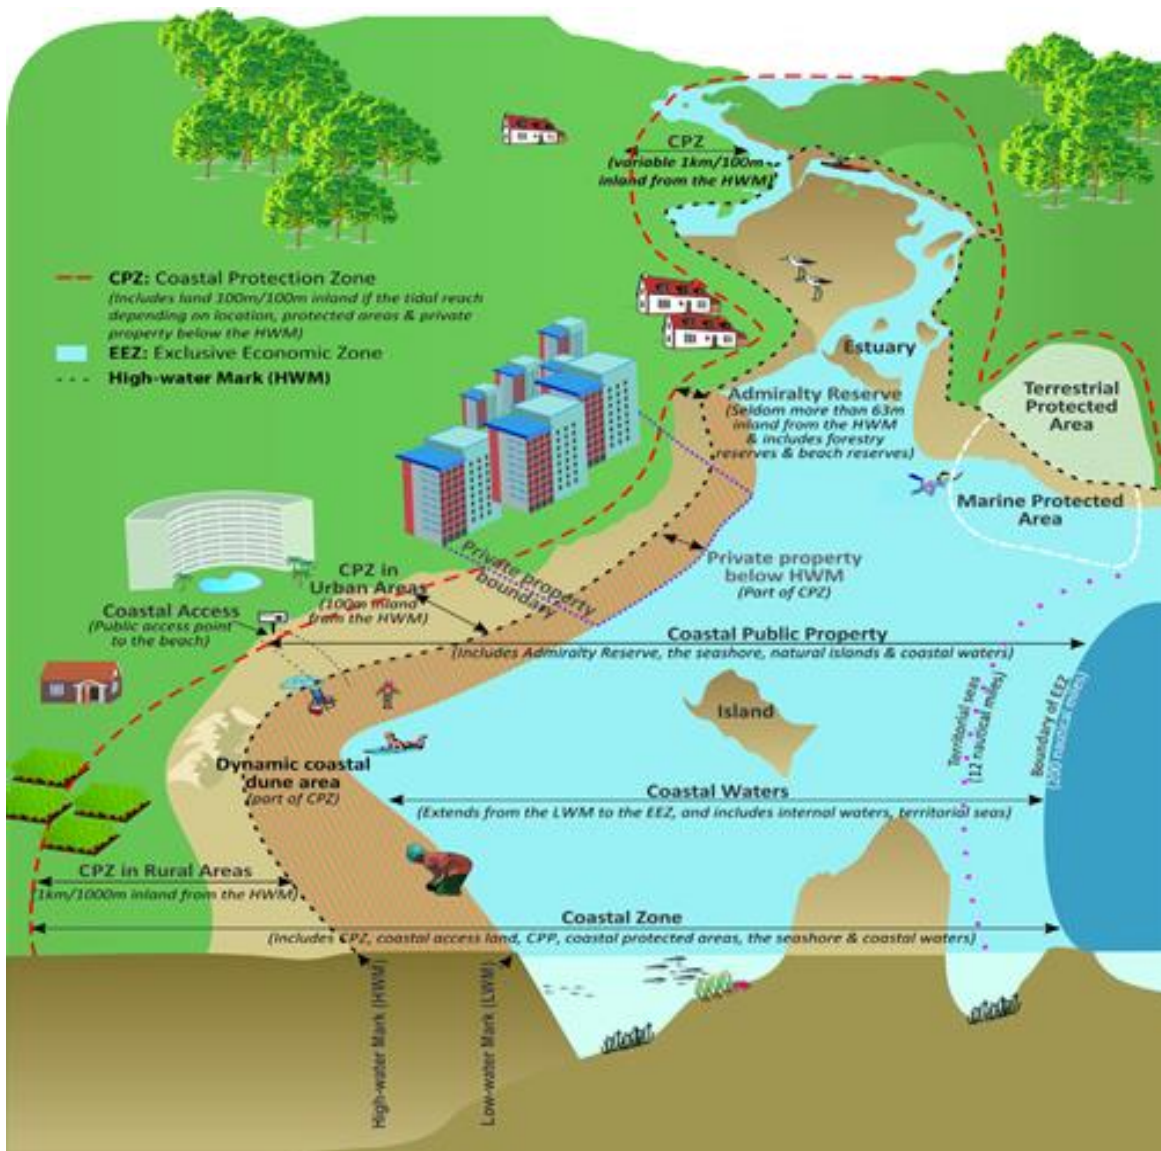 CPZ
(variable 1km/100m
inland from the HWM)
CPZ: Coastal Protection Zone
(Includes land 100m/100m inland if the tidal reach
depending on location, protected areas & private
property below the HWM)
EEZ: Exclusive Economic Zone
High-water Mark (HWM)
Estuary
Terrestrial
Protected
Area
Admiralty Reserve
(Seldom more than 63m
inland from the HWM
& includes forestry
reserves & beach reserves)
Marine Protected
Area
Private property
boundary
Private property
below HWM
(Part of CPZ)
CPZ in
Urban Areas
(100m inland
from the HWM)
Coastal Access
(Public access point
to the beach)
Coastal Public Property
(Includes Admiralty Reserve, the seashore, natural islands & coastal waters)
Island
Territorial seas
(12 nautical miles)
Boundary of EEZ
(200 nautical miles)
Dynamic coastal
dune area
(part of CPZ)
Coastal Waters
(Extends from the LWM to the EEZ, and includes internal waters, territorial seas)
CPZ in Rural Areas
(1km/1000m inland from the HWM)
Coastal Zone
(Includes CPZ, coastal access land, CPP, coastal protected areas, the seashore & coastal waters)
High-water Mark (HWM)
Low-water Mark (LWM)